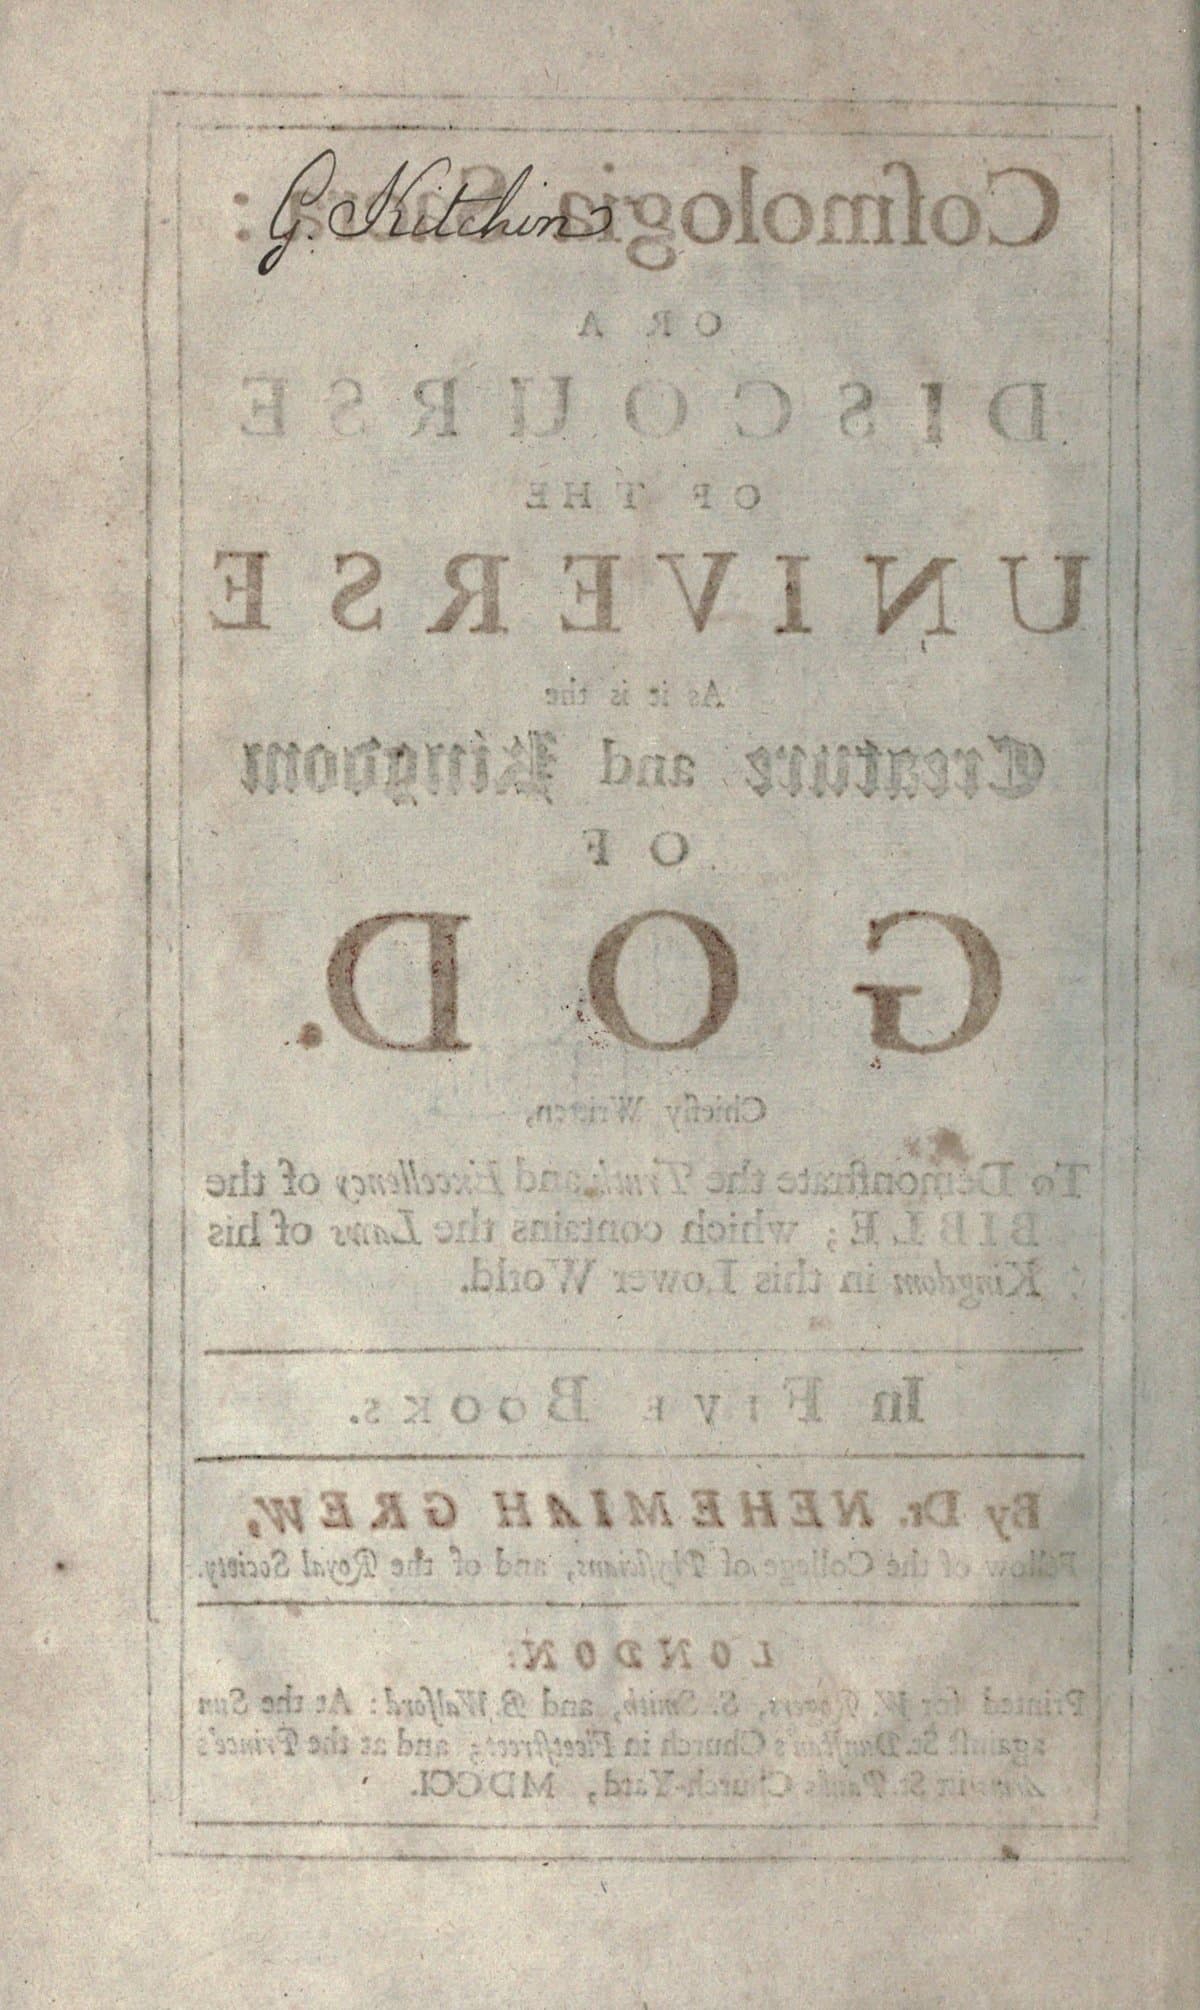 G. Kitchin
Coſmologia Sacra:
OR A
DISCOURSE
OF THE
UNIVERSE
As it is the
Creature and Kingdom
OF
GOD.
Chiefly Written,
To Demonſtrate the Truth and Excellency of the
BIBLE; which contains the Laws of his
Kingdom in this Lower World.
In FIVE BOOKS.
By Dr. NEHEMIAH GREW,
Fellow of the College of Phyſicians, and of the Royal Society.
LONDON:
Printed for W. Rogers, S. Smith, and B. Walford: At the Sun
againſt St. Dunſtan's Church in Fleetſtreet; and at the Prince's
Arms in St. Paul's Church-Yard, MDCCI.